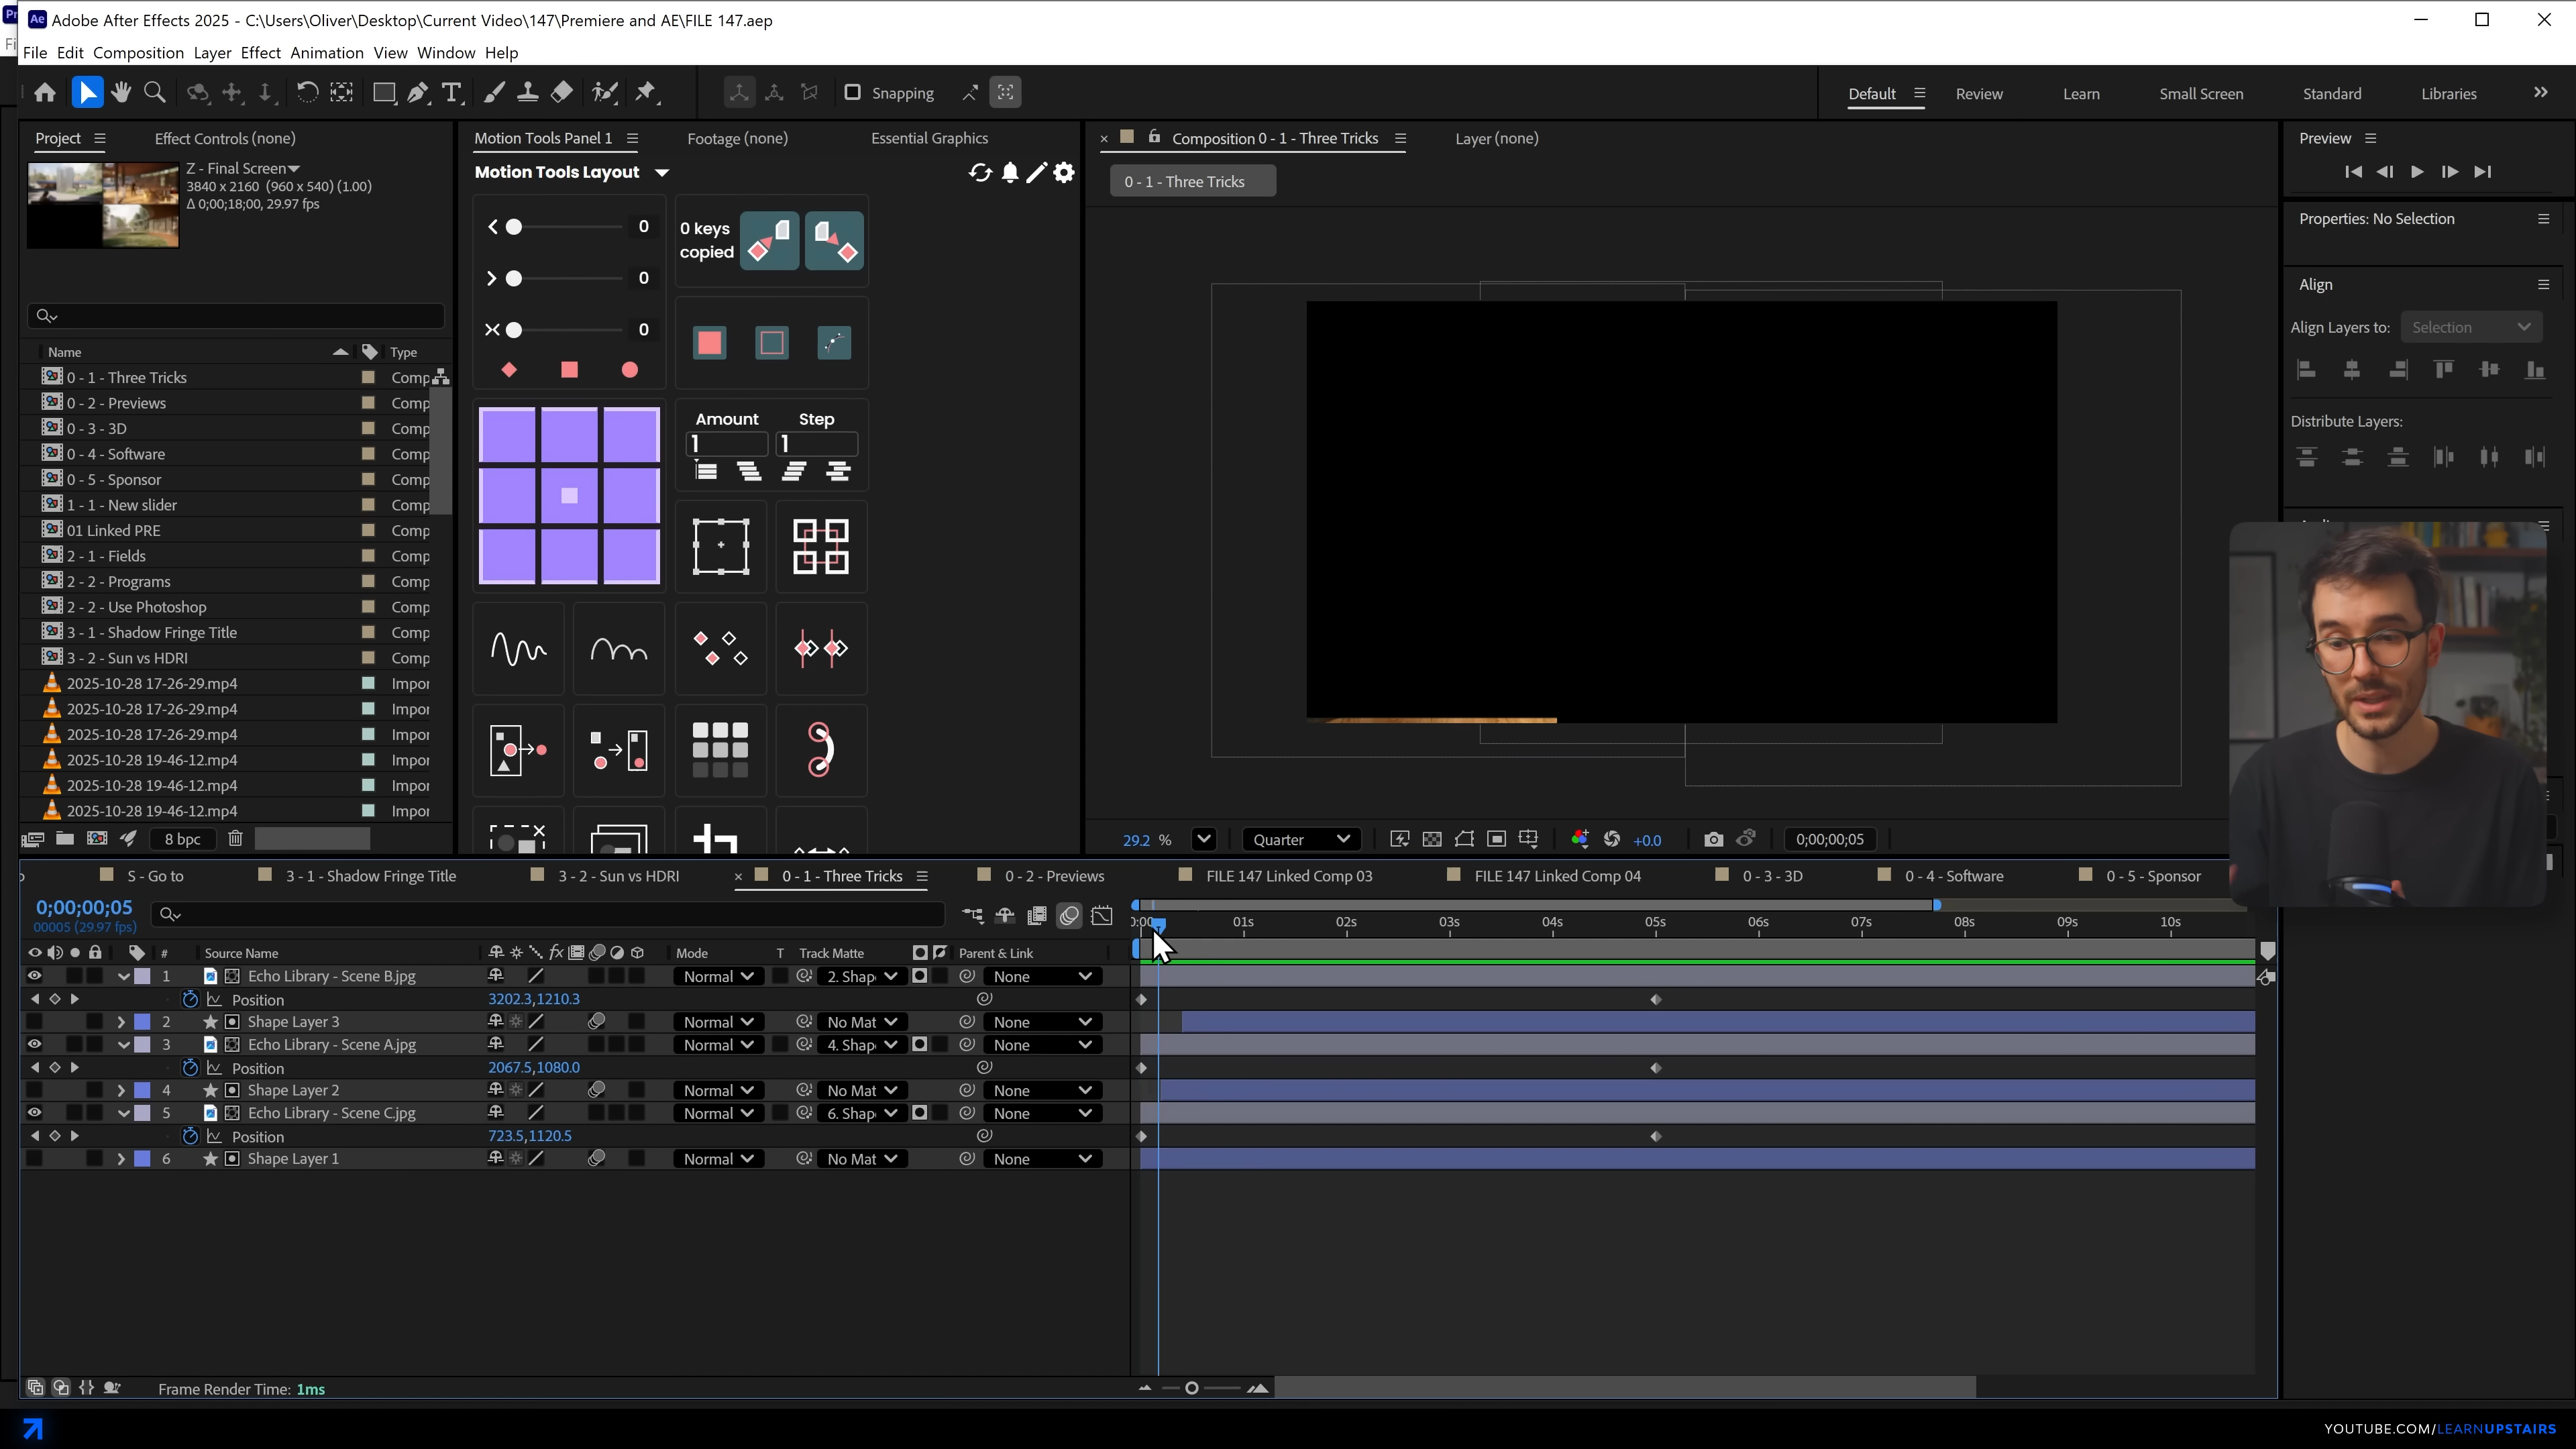 Adobe After Effects 2025 - C:\Users\Oliver\Desktop\Current Video\147\Premiere and AE\FILE 147.aep
File Edit Composition Layer Effect Animation View Window Help
Snapping
Default Review Learn Small Screen Standard Libraries
Project Effect Controls (none)
Z - Final Screen
3840 x 2160 (960 x 540) (1.00)
Δ 0;00;18;00, 29.97 fps
Name Type
0 - 1 - Three Tricks Comp
0 - 2 - Previews Comp
0 - 3 - 3D Comp
0 - 4 - Software Comp
0 - 5 - Sponsor Comp
1 - 1 - New slider Comp
01 Linked PRE Comp
2 - 1 - Fields Comp
2 - 2 - Programs Comp
2 - 2 - Use Photoshop Comp
3 - 1 - Shadow Fringe Title Comp
3 - 2 - Sun vs HDRI Comp
2025-10-28 17-26-29.mp4 Impor
2025-10-28 17-26-29.mp4 Impor
2025-10-28 17-26-29.mp4 Impor
2025-10-28 19-46-12.mp4 Impor
2025-10-28 19-46-12.mp4 Impor
2025-10-28 19-46-12.mp4 Impor
8 bpc
Motion Tools Panel 1 Footage (none) Essential Graphics
Motion Tools Layout
0
0
0
0 keys
copied
Amount Step
1 1
Composition 0 - 1 - Three Tricks Layer (none)
0 - 1 - Three Tricks
29.2 % Quarter +0.0 0;00;00;05
Preview
Properties: No Selection
Align
Align Layers to: Selection
Distribute Layers:
S - Go to 3 - 1 - Shadow Fringe Title 3 - 2 - Sun vs HDRI 0 - 1 - Three Tricks 0 - 2 - Previews FILE 147 Linked Comp 03 FILE 147 Linked Comp 04 0 - 3 - 3D 0 - 4 - Software 0 - 5 - Sponsor
0;00;00;05
00005 (29.97 fps)
01s 02s 03s 04s 05s 06s 07s 08s 09s 10s
# Source Name Mode T Track Matte Parent & Link
1 Echo Library - Scene B.jpg Normal 2. Shap None
Position 3202.3,1210.3
2 Shape Layer 3 Normal No Mat None
3 Echo Library - Scene A.jpg Normal 4. Shap None
Position 2067.5,1080.0
4 Shape Layer 2 Normal No Mat None
5 Echo Library - Scene C.jpg Normal 6. Shap None
Position 723.5,1120.5
6 Shape Layer 1 Normal No Mat None
Frame Render Time: 1ms
YOUTUBE.COM/LEARNUPSTAIRS